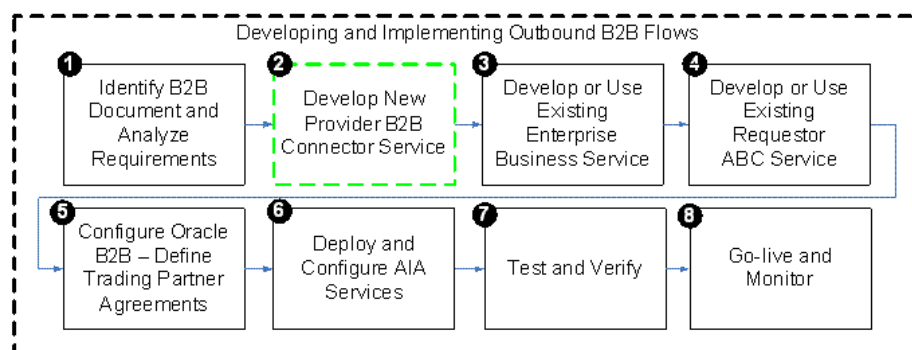 Developing and Implementing Outbound B2B Flows
1
Identify B2B
Document and
Analyze
Requirements
2
Develop New
Provider B2B
Connector Service
3
Develop or Use
Existing
Enterprise
Business Service
4
Develop or Use
Existing
Requestor
ABC Service
5
Configure Oracle
B2B – Define
Trading Partner
Agreements
6
Deploy and
Configure AIA
Services
7
Test and Verify
8
Go-live and
Monitor